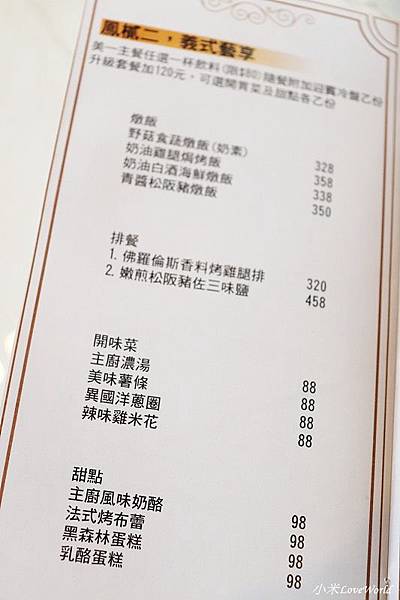 鳳梔二，義式藝享
美一主餐任選一杯飲料(限$80)隨餐附加迎賓冷盤乙份
升級套餐加120元，可選開胃菜及甜點各乙份
燉飯
野菇食蔬燉飯(奶素) 328
奶油雞腿焗烤飯 358
奶油白酒海鮮燉飯 338
青醬松阪豬燉飯 350
排餐
1. 佛羅倫斯香料烤雞腿排 320
2. 嫩煎松阪豬佐三味鹽 458
開味菜
主廚濃湯 88
美味薯條 88
異國洋蔥圈 88
辣味雞米花 88
甜點
主廚風味奶酪 98
法式烤布蕾 98
黑森林蛋糕 98
乳酪蛋糕 98
小米LoveWorld